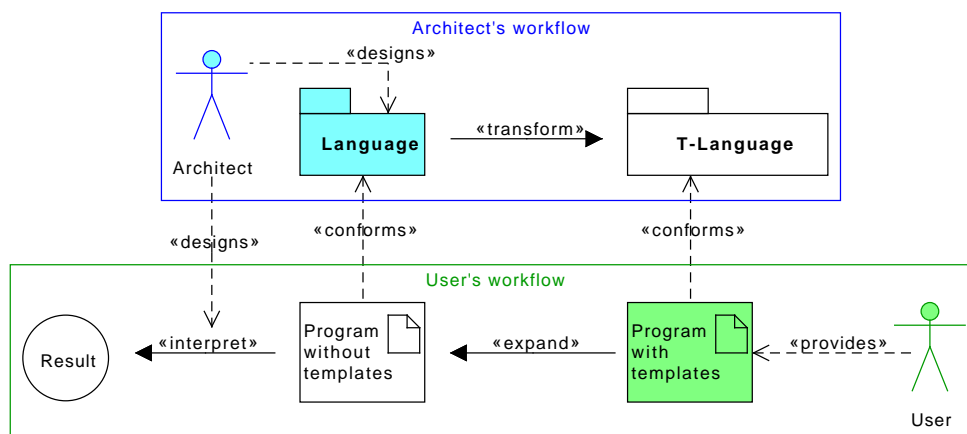 Architect's workflow
«designs»
Language
«transform»
T-Language
Architect
«designs»
«conforms»
«conforms»
User's workflow
Result
«interpret»
Program
without
templates
«expand»
Program
with
templates
«provides»
User